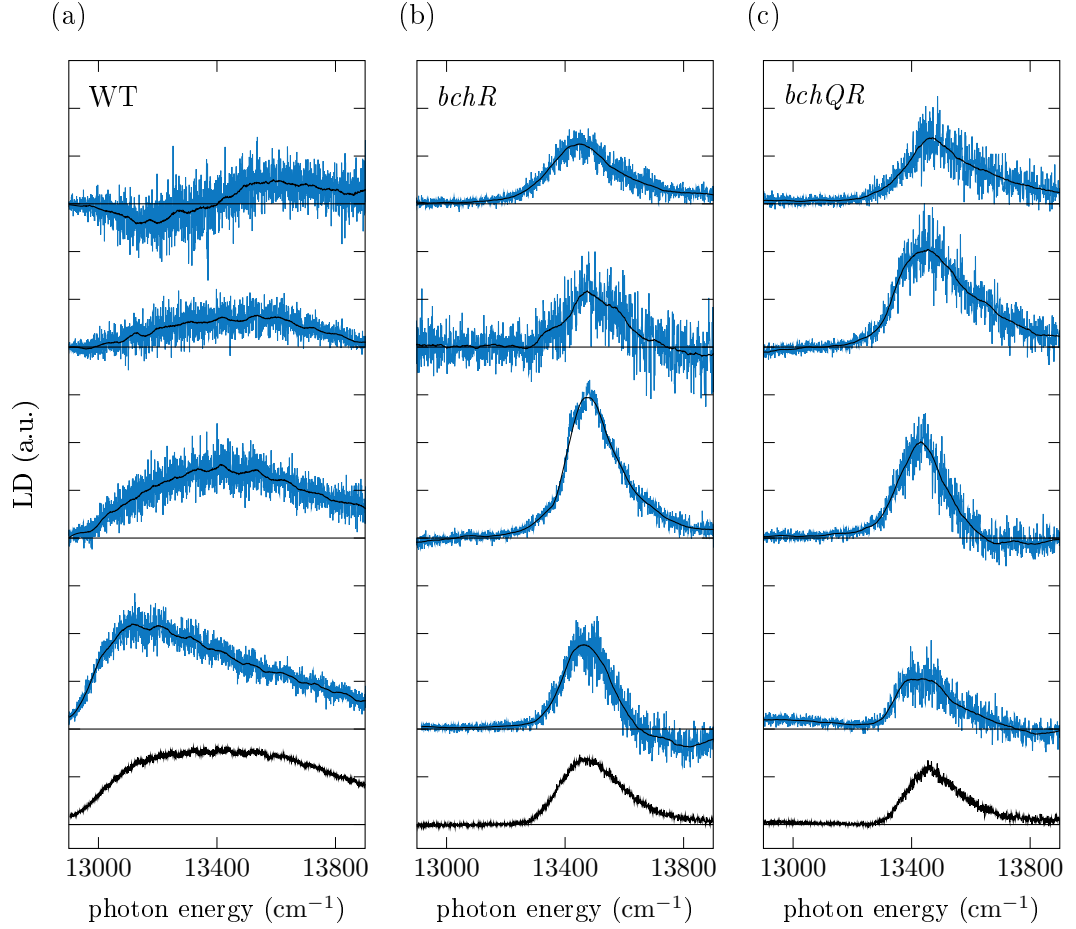 (a) (b) (c)
WT bchR bchQR
LD (a.u.)
13000 13400 13800 13000 13400 13800 13000 13400 13800
photon energy (cm⁻¹) photon energy (cm⁻¹) photon energy (cm⁻¹)